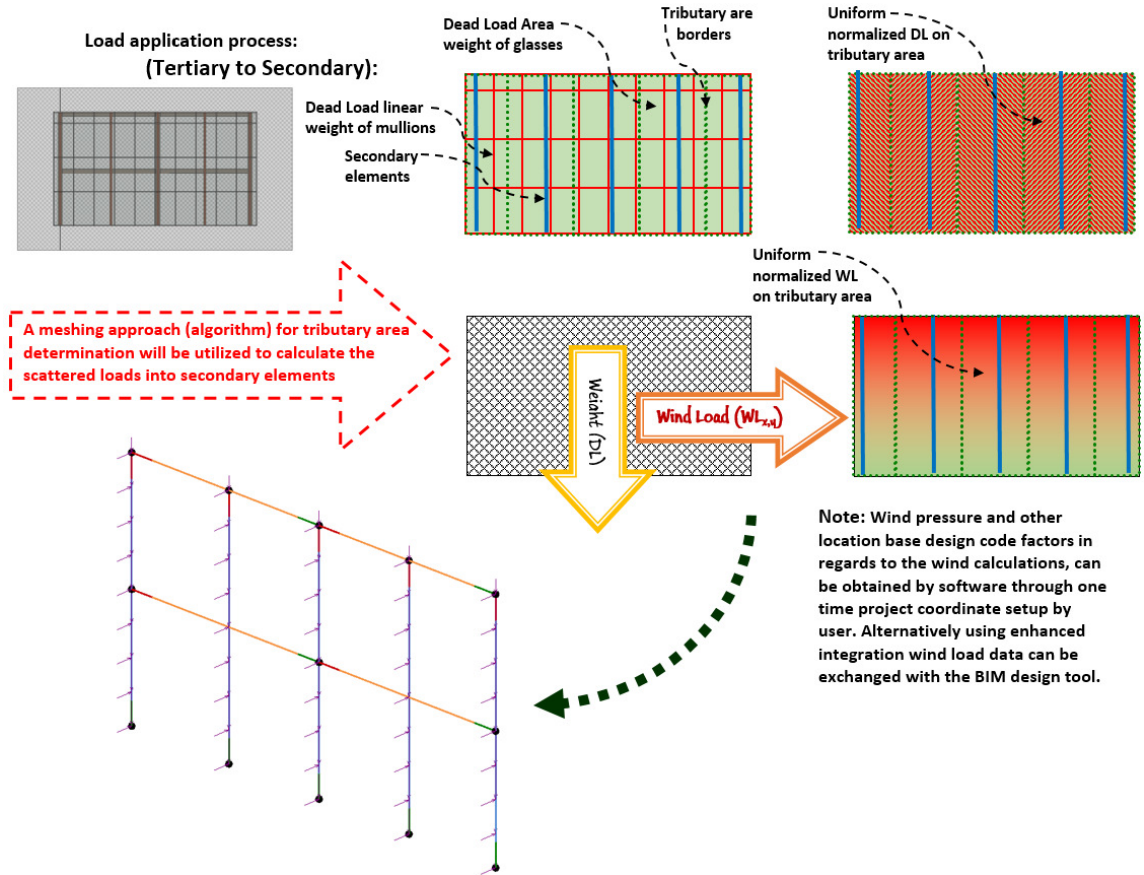 Load application process:
(Tertiary to Secondary):
Dead Load Area
weight of glasses
Tributary are
borders
Uniform
normalized DL on
tributary area
Dead Load linear
weight of mullions
Secondary
elements
Uniform
normalized WL
on tributary area
A meshing approach (algorithm) for tributary area
determination will be utilized to calculate the
scattered loads into secondary elements
Weight (DL)
Wind Load (WLx,y)
Note: Wind pressure and other
location base design code factors in
regards to the wind calculations, can
be obtained by software through one
time project coordinate setup by
user. Alternatively using enhanced
integration wind load data can be
exchanged with the BIM design tool.